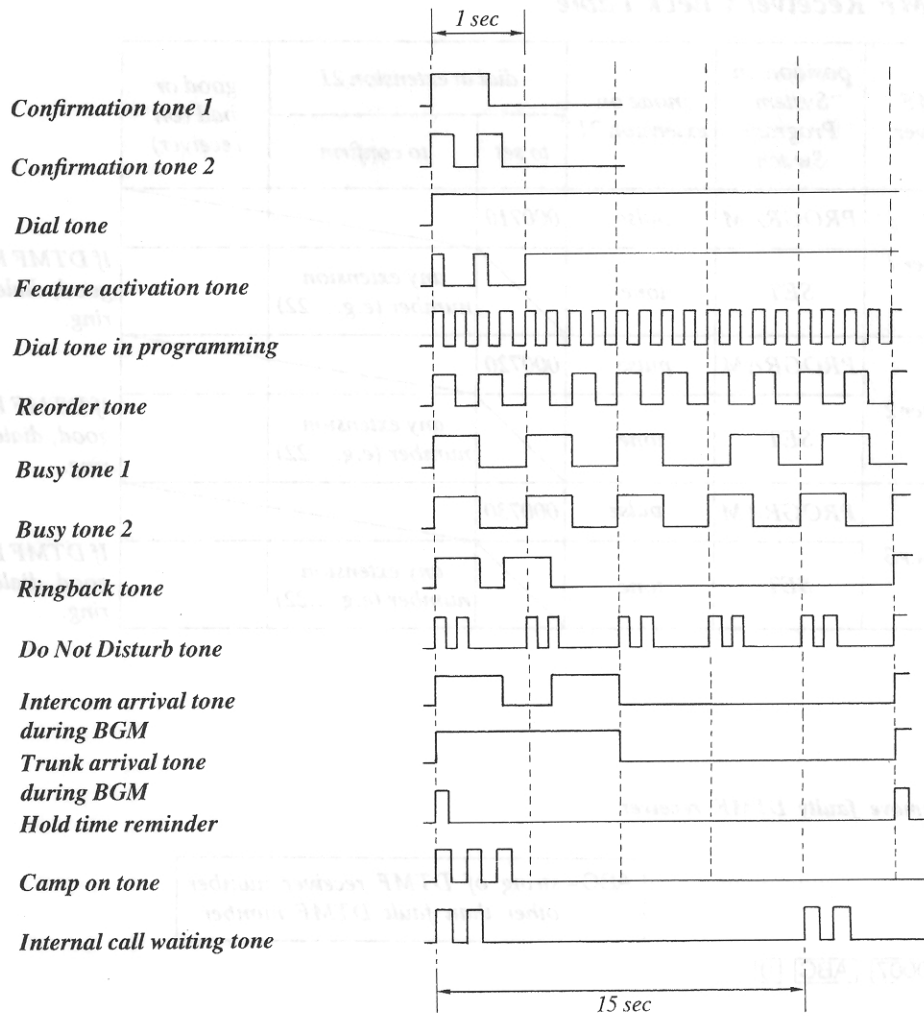 1 sec
Confirmation tone 1
Confirmation tone 2
Dial tone
Feature activation tone
Dial tone in programming
Reorder tone
Busy tone 1
Busy tone 2
Ringback tone
Do Not Disturb tone
Intercom arrival tone
during BGM
Trunk arrival tone
during BGM
Hold time reminder
Camp on tone
Internal call waiting tone
15 sec